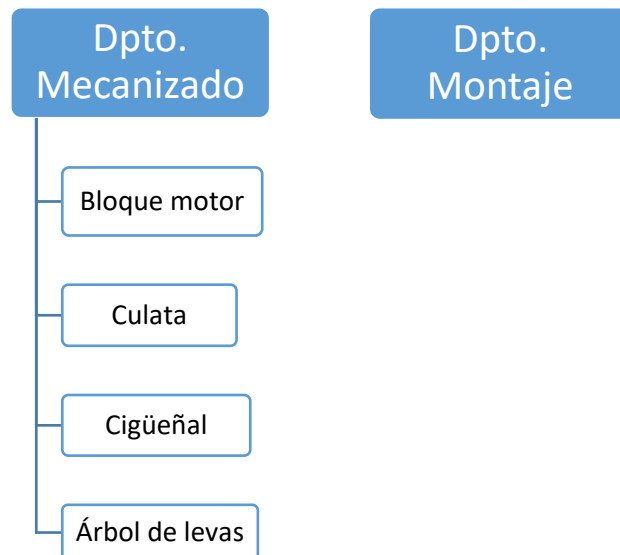 Dpto.
Mecanizado
Dpto.
Montaje
Bloque motor
Culata
Cigüeñal
Árbol de levas